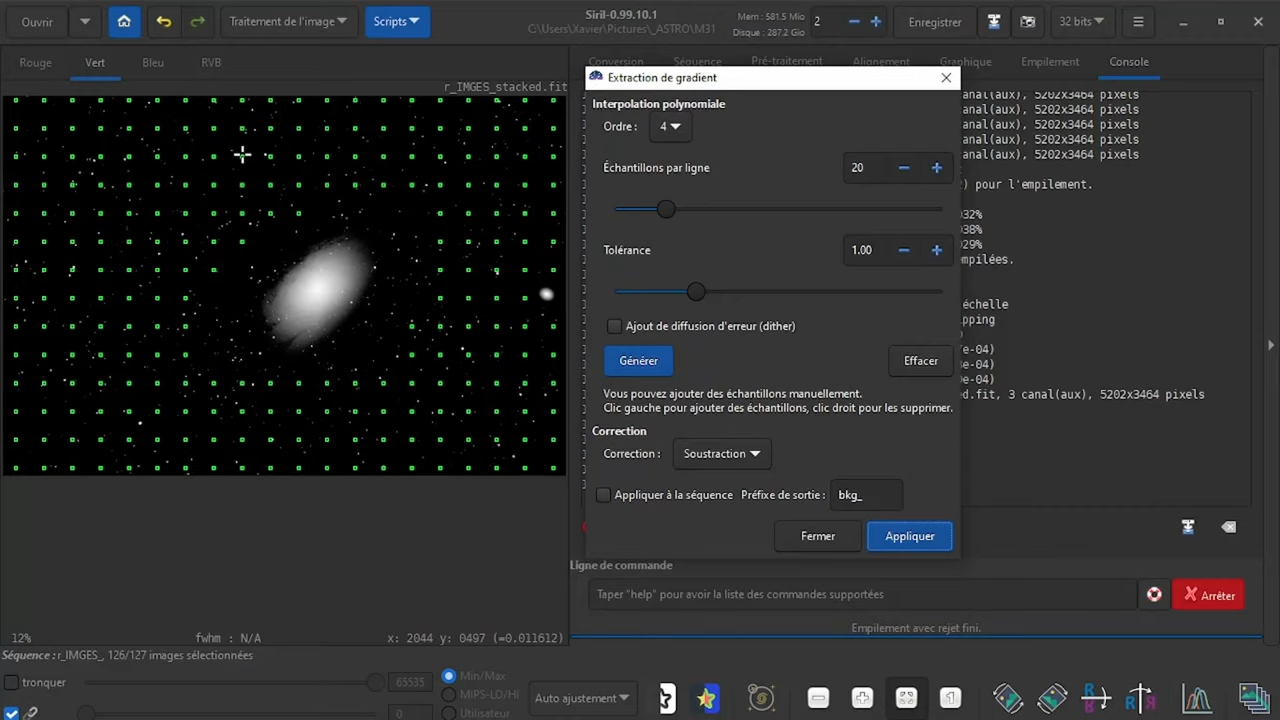 Ouvrir
Traitement de l'image
Scripts
Siril-0.99.10.1
C:\Users\Xavier\Pictures\_ASTRO\M31
Mem : 581.5 Mio
Disque : 287.2 Gio
2
Enregistrer
32 bits
Rouge
Vert
Bleu
RVB
Conversion
Séquence
Pré-traitement
Alignement
Graphique
Empilement
Console
r_IMGES_stacked.fit
Extraction de gradient
Interpolation polynomiale
Ordre :
4
Échantillons par ligne
20
Tolérance
1.00
Ajout de diffusion d'erreur (dither)
Générer
Effacer
Vous pouvez ajouter des échantillons manuellement.
Clic gauche pour ajouter des échantillons, clic droit pour les supprimer.
Correction
Correction :
Soustraction
Appliquer à la séquence
Préfixe de sortie :
bkg_
Fermer
Appliquer
anal(aux), 5202x3464 pixels
canal(aux), 5202x3464 pixels
canal(aux), 5202x3464 pixels
canal(aux), 5202x3464 pixels
canal(aux), 5202x3464 pixels
) pour l'empilement.
032%
038%
029%
pilées.
échelle
pping
e-04)
e-04)
e-04)
ed.fit, 3 canal(aux), 5202x3464 pixels
Ligne de commande
Taper "help" pour avoir la liste des commandes supportées
Arrêter
Empilement avec rejet fini.
12%
fwhm : N/A
x: 2044 y: 0497 (=0.011612)
Séquence : r_IMGES_, 126/127 images sélectionnées
tronquer
65535
0
Min/Max
MIPS-LO/HI
Utilisateur
Auto ajustement